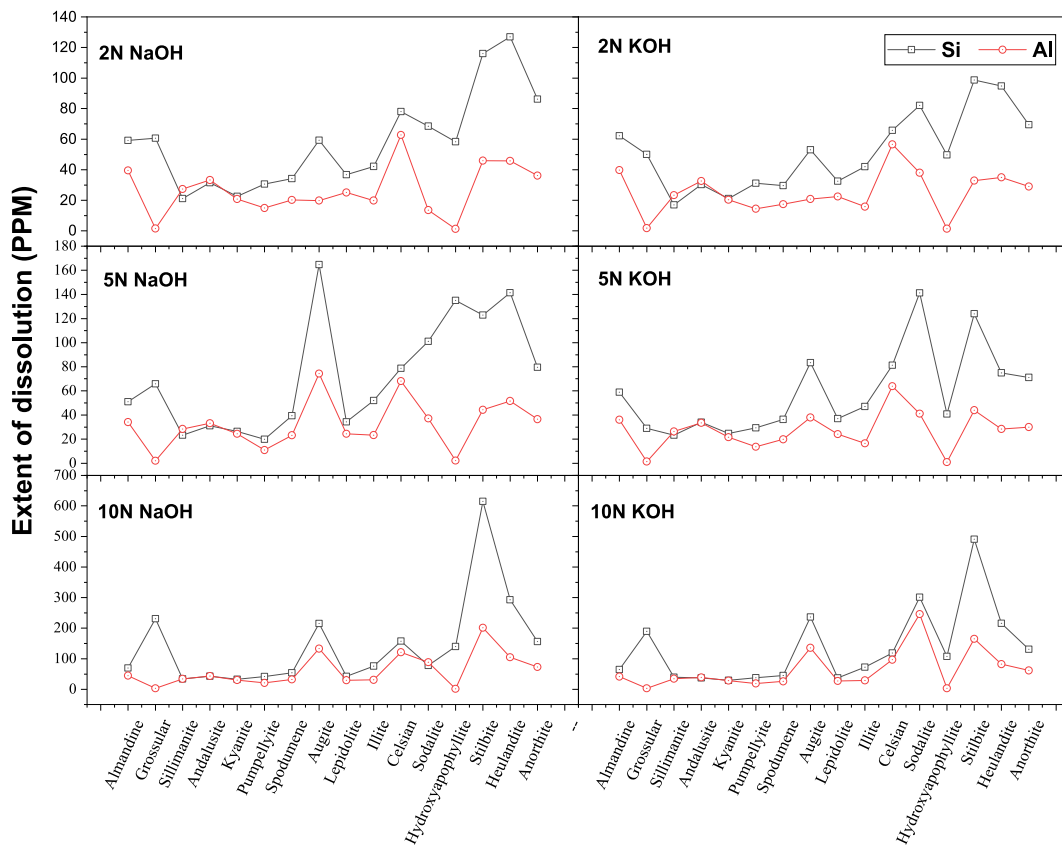 Extent of dissolution (PPM)
2N NaOH
140
120
100
80
60
40
20
0
2N KOH
Si
Al
5N NaOH
180
160
140
120
100
80
60
40
20
0
5N KOH
10N NaOH
700
600
500
400
300
200
100
0
10N KOH
Almandine
Grossular
Sillimanite
Andalusite
Kyanite
Pumpellyite
Spodumene
Augite
Lepidolite
Illite
Celsian
Sodalite
Hydroxyapophyllite
Stilbite
Heulandite
Anorthite
--
Almandine
Grossular
Sillimanite
Andalusite
Kyanite
Pumpellyite
Spodumene
Augite
Lepidolite
Illite
Celsian
Sodalite
Hydroxyapophyllite
Stilbite
Heulandite
Anorthite